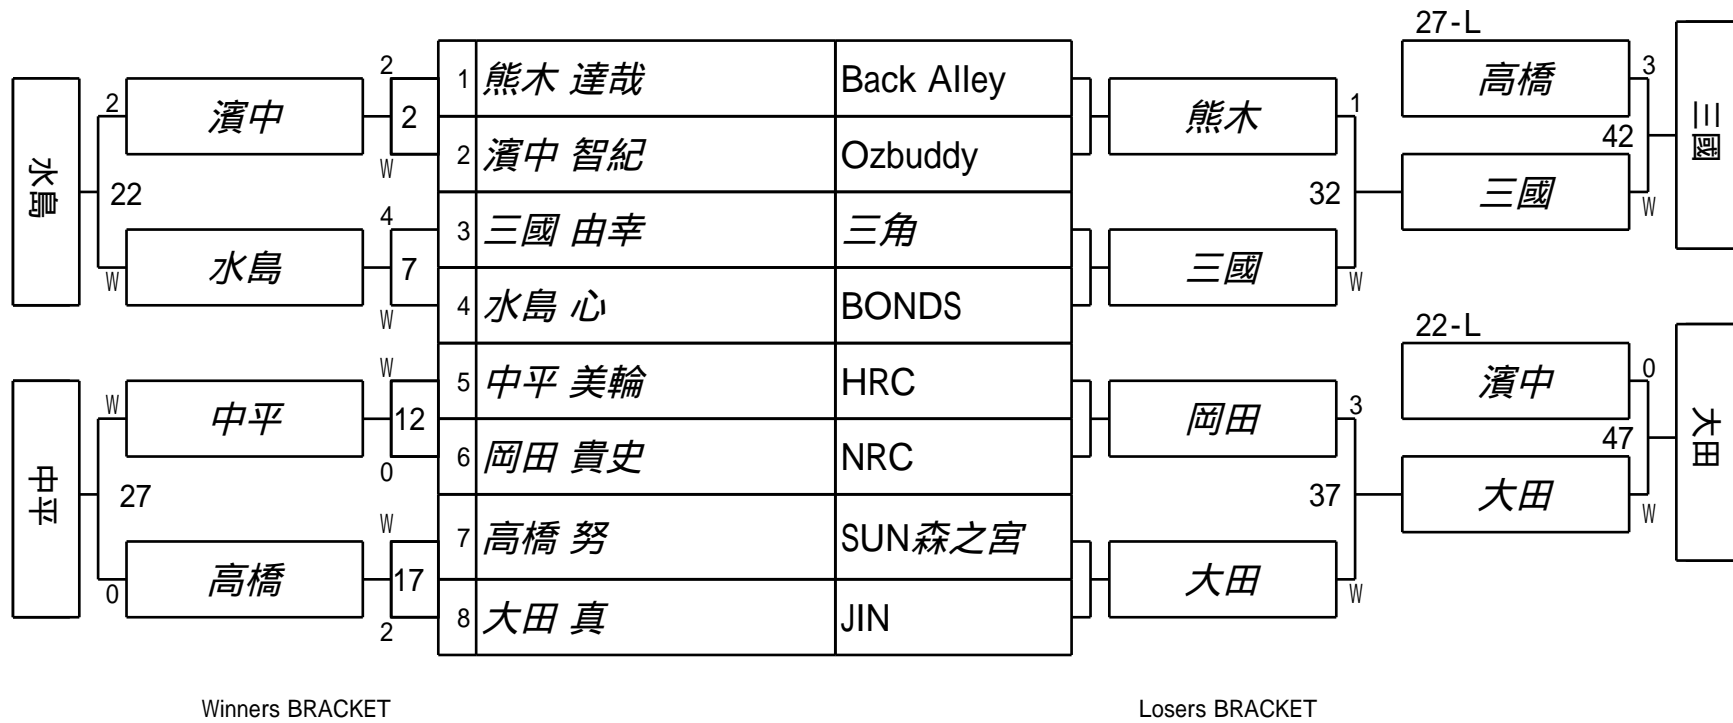 27-L
2 1 熊木 達哉 Back Alley 高橋 3
2 濱中 2 熊木 1 三國
W 2 濱中 智紀 Ozbuddy 42
水島 22 32 三國 W
4 3 三國 由幸 三角
W 水島 7 三國 W
W 4 水島 心 BONDS
22-L
W 5 中平 美輪 HRC 濱中 0
W 中平 12 岡田 3 大田
0 6 岡田 貴史 NRC 47
中平 27 37 大田 W
W 7 高橋 努 SUN森之宮
0 高橋 17 大田 W
2 8 大田 真 JIN
Winners BRACKET Losers BRACKET